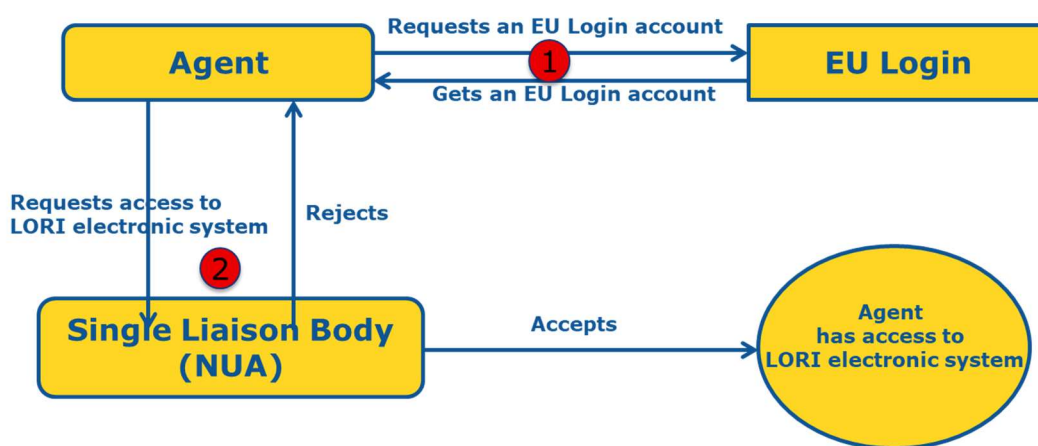 Requests an EU Login account
Agent
1
EU Login
Gets an EU Login account
Requests access to
LORI electronic system
Rejects
2
Single Liaison Body
(NUA)
Accepts
Agent
has access to
LORI electronic system